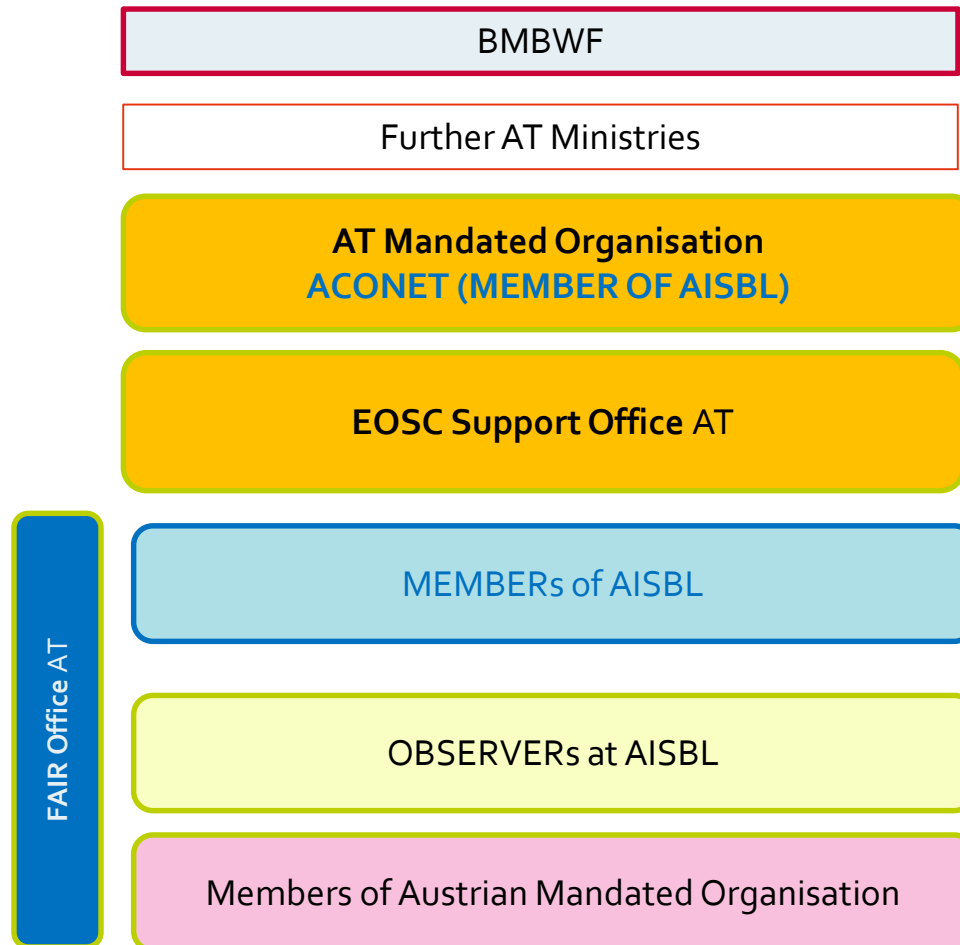 BMBWF
Further AT Ministries
AT Mandated Organisation
ACONET (MEMBER OF AISBL)
EOSC Support Office AT
FAIR Office AT
MEMBERs of AISBL
OBSERVERs at AISBL
Members of Austrian Mandated Organisation